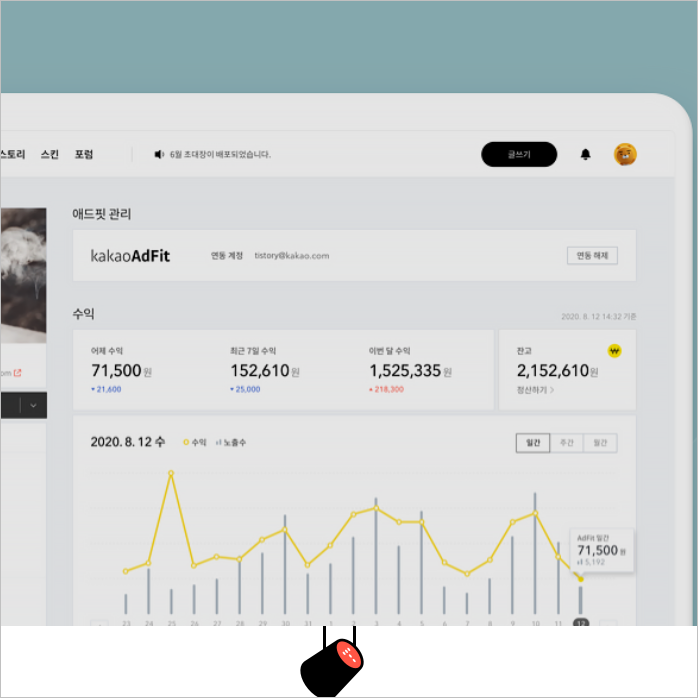 스토리 스킨 포럼 6월 초대장이 배포되었습니다. 글쓰기
애드핏 관리
kakaoAdFit 연동 계정 tistory@kakao.com 연동 해제
수익 2020. 8. 12 14:32 기준
어제 수익 최근 7일 수익 이번 달 수익 잔고
71,500원 152,610원 1,525,335원 2,152,610원
21,600 25,000 218,300 정산하기 >
om
2020. 8. 12 수 수익 노출수 일간 주간 월간
AdFit 일간
71,500원
5,192
23 24 25 26 27 28 29 30 31 1 2 3 4 5 6 7 8 9 10 11 12